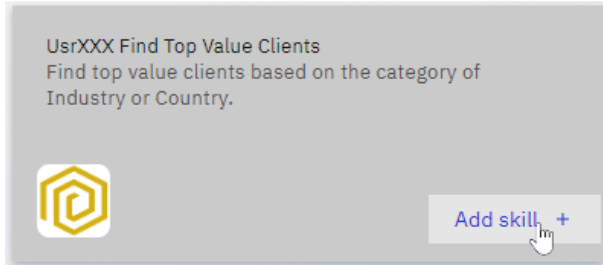 UsrXXX Find Top Value Clients
Find top value clients based on the category of
Industry or Country.
Add skill +